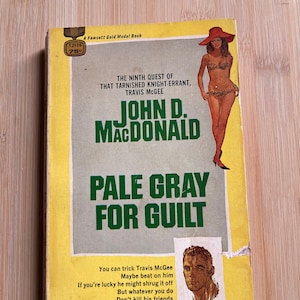 A Fawcett Gold Medal Book
75¢
THE NINTH QUEST OF
THAT TARNISHED KNIGHT-ERRANT,
TRAVIS McGEE
JOHN D.
MacDONALD
PALE GRAY
FOR GUILT
You can trick Travis McGee
Maybe beat on him
If you're lucky he might shrug it off
But whatever you do
Don't kill his friends